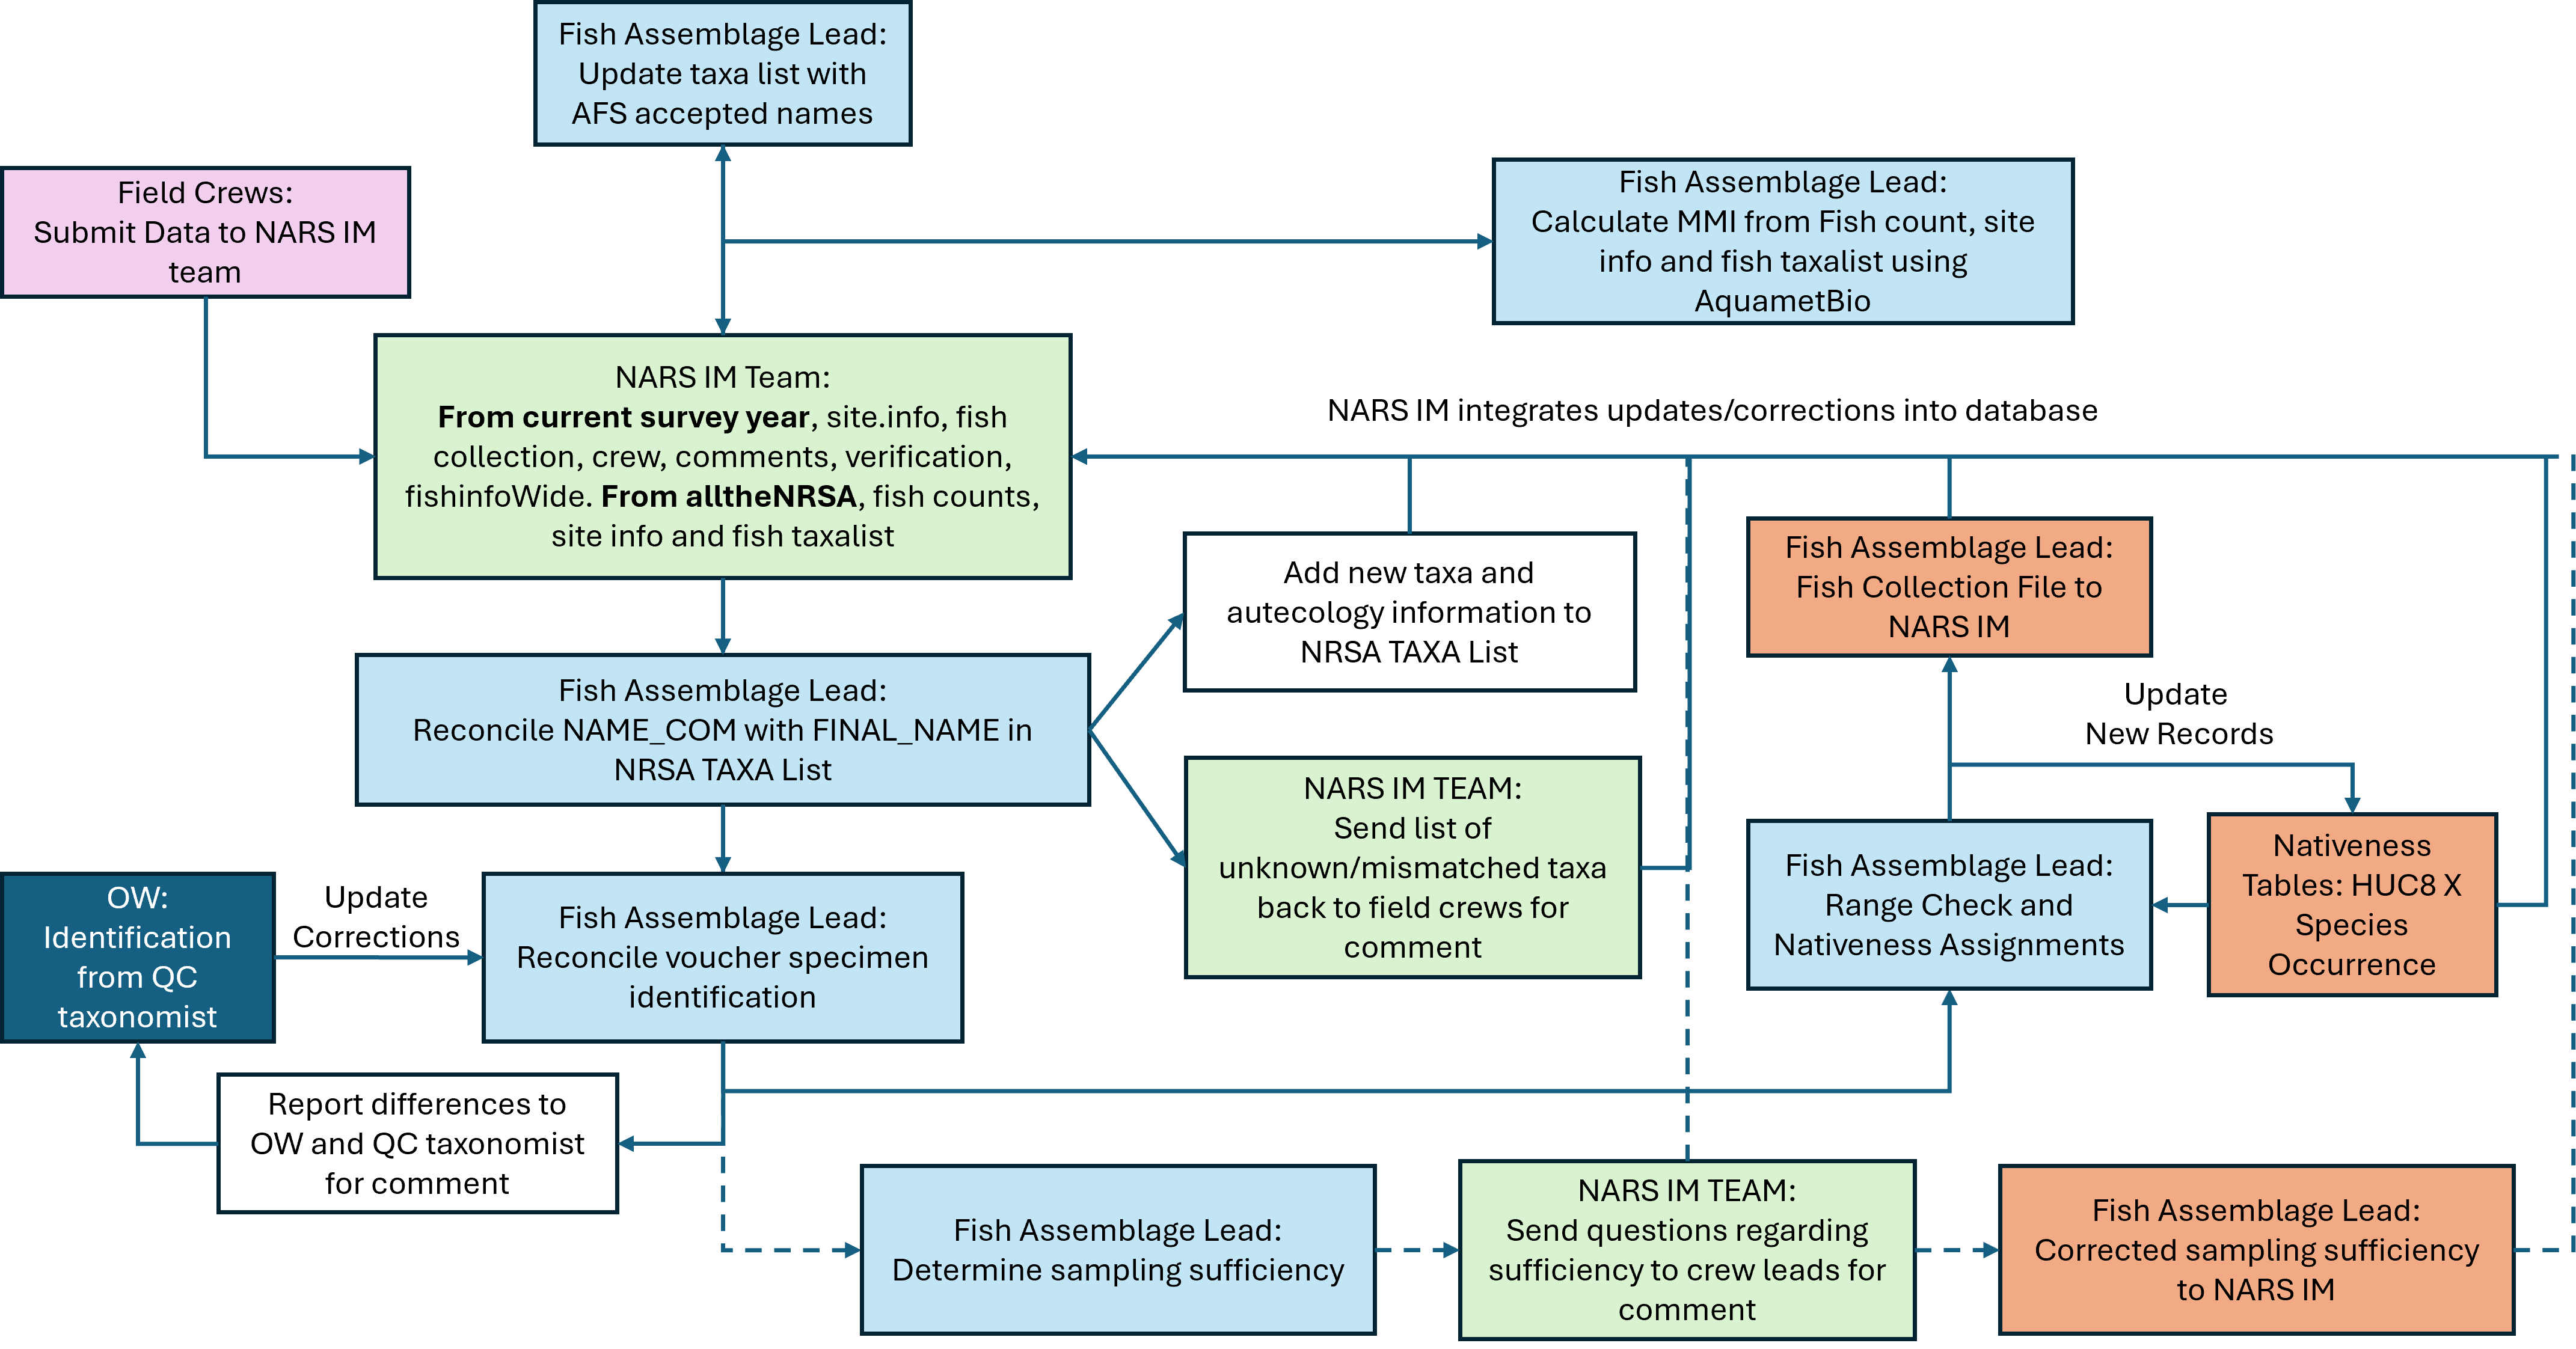 Fish Assemblage Lead:
Update taxa list with
AFS accepted names
Field Crews:
Submit Data to NARS IM
team
Fish Assemblage Lead:
Calculate MMI from Fish count, site
info and fish taxalist using
AquametBio
NARS IM Team:
From current survey year, site.info, fish
collection, crew, comments, verification,
fishinfoWide. From alltheNRSA, fish counts,
site info and fish taxalist
NARS IM integrates updates/corrections into database
Add new taxa and
autecology information to
NRSA TAXA List
Fish Assemblage Lead:
Fish Collection File to
NARS IM
Fish Assemblage Lead:
Reconcile NAME_COM with FINAL_NAME in
NRSA TAXA List
Update
New Records
NARS IM TEAM:
Send list of
unknown/mismatched taxa
back to field crews for
comment
Fish Assemblage Lead:
Range Check and
Nativeness Assignments
Nativeness
Tables: HUC8 X
Species
Occurrence
OW:
Identification
from QC
taxonomist
Update
Corrections
Fish Assemblage Lead:
Reconcile voucher specimen
identification
Report differences to
OW and QC taxonomist
for comment
Fish Assemblage Lead:
Determine sampling sufficiency
NARS IM TEAM:
Send questions regarding
sufficiency to crew leads for
comment
Fish Assemblage Lead:
Corrected sampling sufficiency
to NARS IM